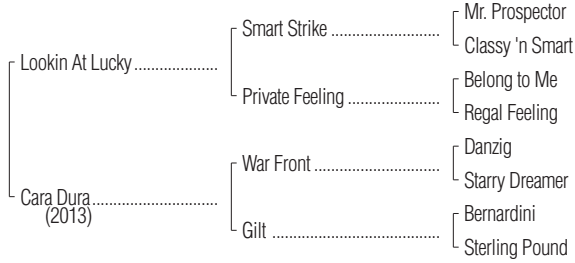 Mr. Prospector
Smart Strike ........................
Classy 'n Smart
Lookin At Lucky ...................
Belong to Me
Private Feeling ....................
Regal Feeling
Danzig
War Front ............................
Starry Dreamer
Cara Dura ............................
(2013)
Bernardini
Gilt .....................................
Sterling Pound